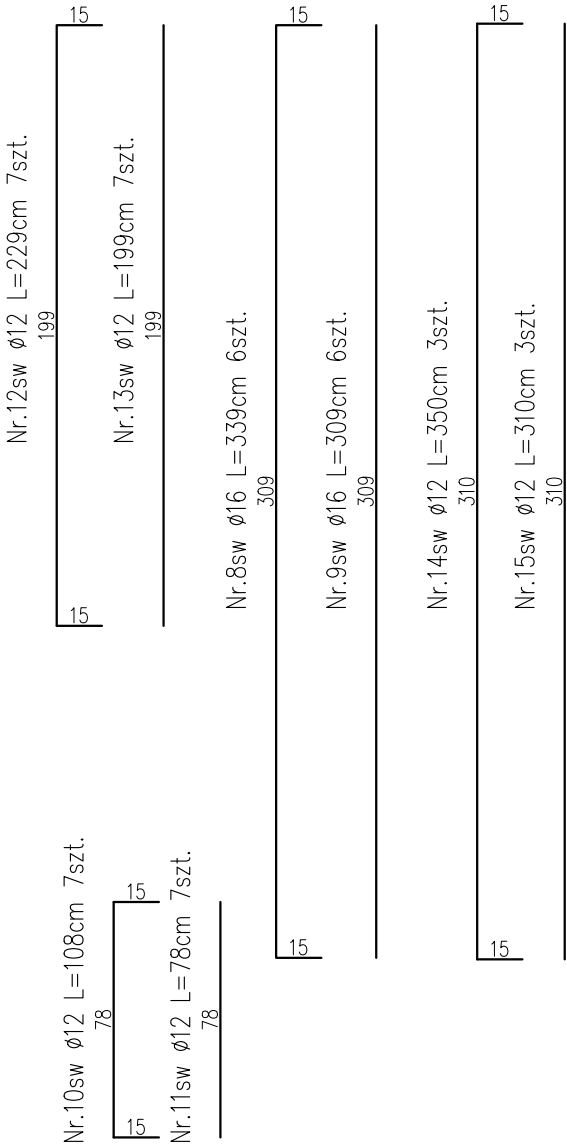 15
Nr.12sw ø12 L=229cm 7szt.
199
15
Nr.13sw ø12 L=199cm 7szt.
199
15
Nr.8sw ø16 L=339cm 6szt.
309
15
Nr.9sw ø16 L=309cm 6szt.
309
15
Nr.14sw ø12 L=350cm 3szt.
310
15
Nr.15sw ø12 L=310cm 3szt.
310
Nr.10sw ø12 L=108cm 7szt.
15
78
15
Nr.11sw ø12 L=78cm 7szt.
78